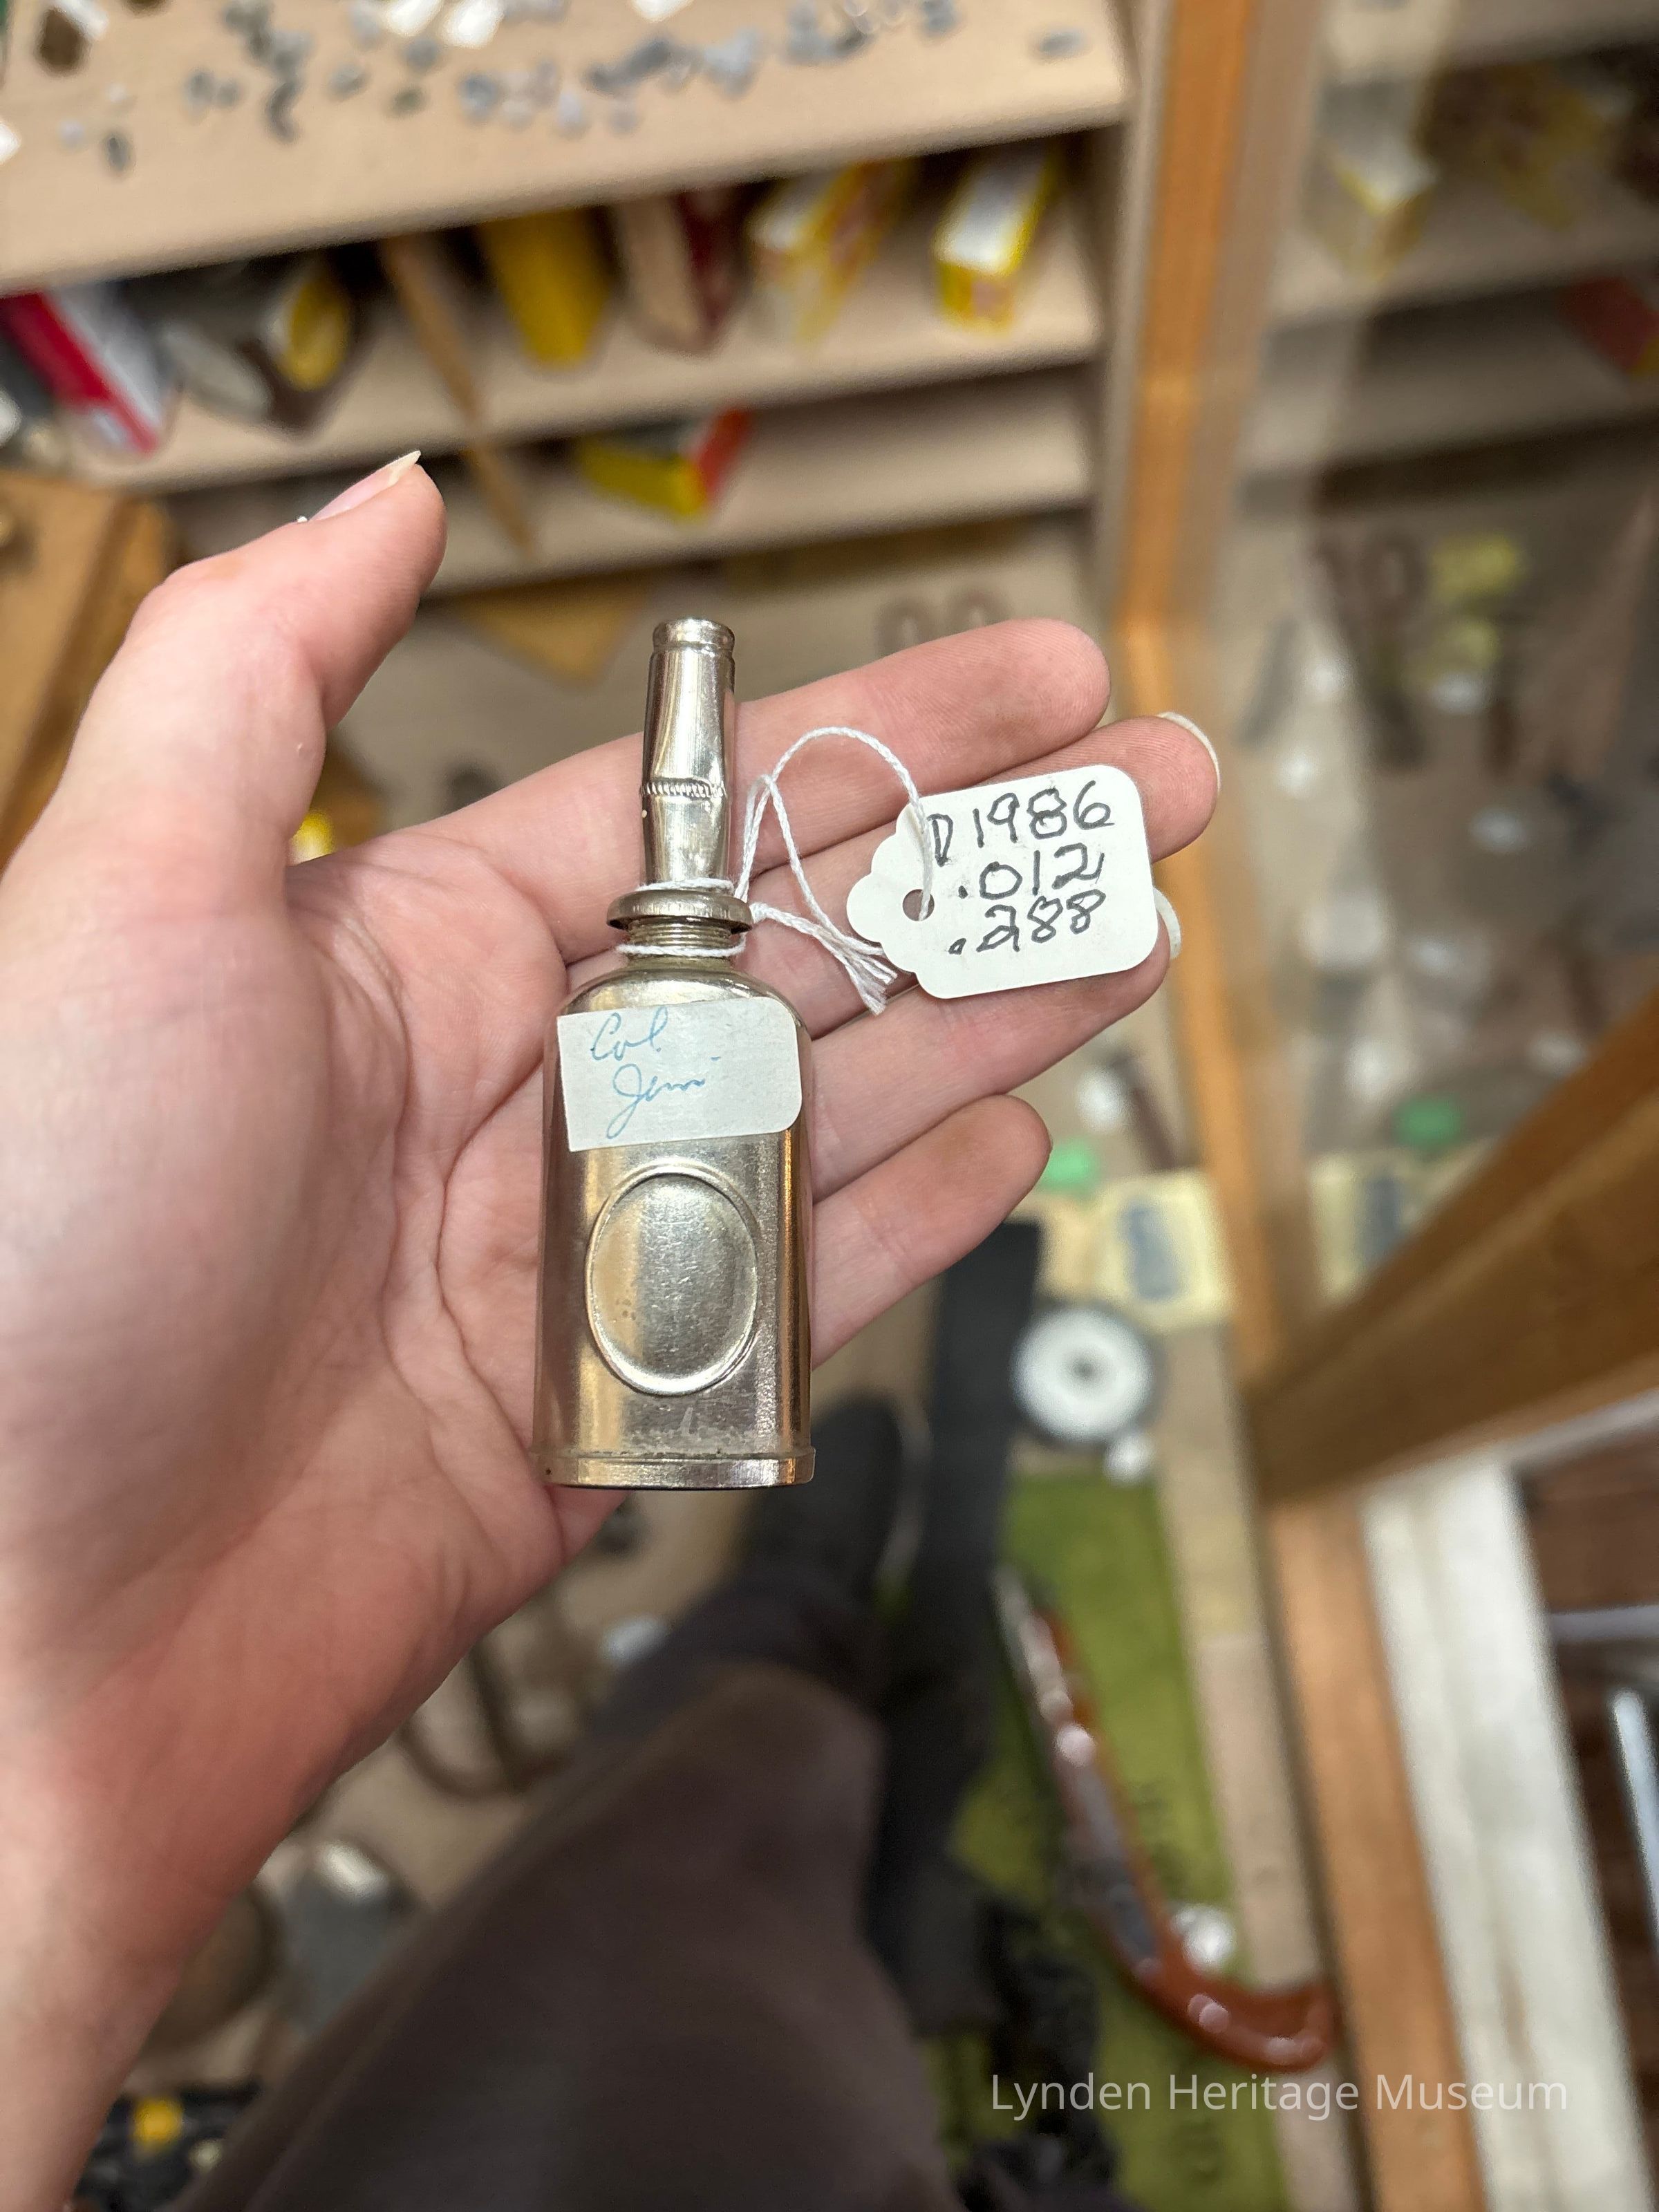 D1986
.012
.288
Col
Lynden Heritage Museum